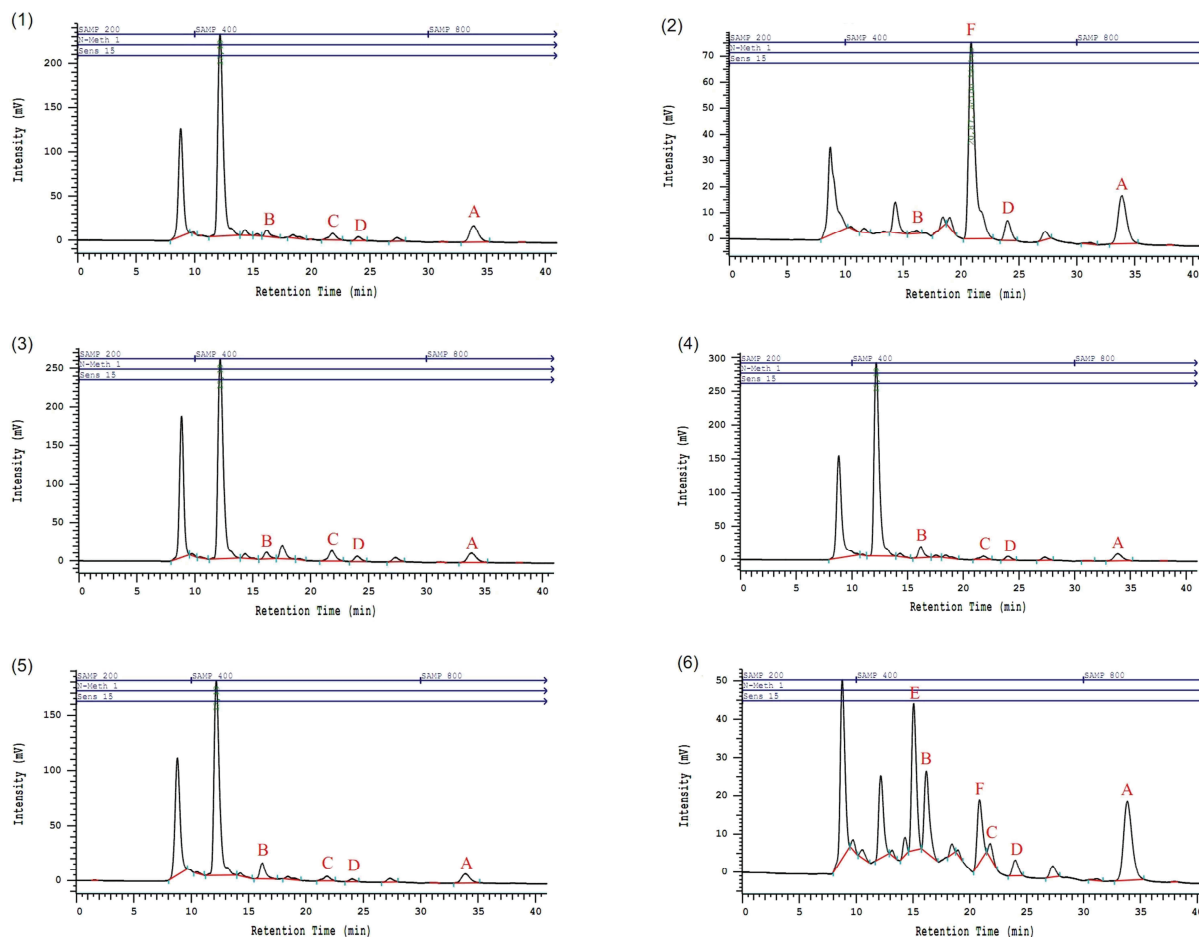 (1)
SAMP 200 SAMP 400 SAMP 800
N-Meth 1
Sens 15
200
150
100
50
0
Intensity (mV)
B C D A
0 5 10 15 20 25 30 35 40
Retention Time (min)
(2)
F
SAMP 200 SAMP 400 SAMP 800
N-Meth 1
Sens 15
70
60
50
40
30
20
10
0
Intensity (mV)
B D A
0 5 10 15 20 25 30 35 40
Retention Time (min)
(3)
SAMP 200 SAMP 400 SAMP 800
N-Meth 1
Sens 15
250
200
150
100
50
0
Intensity (mV)
B C D A
0 5 10 15 20 25 30 35 40
Retention Time (min)
(4)
SAMP 200 SAMP 400 SAMP 800
N-Meth 1
Sens 15
300
250
200
150
100
50
0
Intensity (mV)
B C D A
0 5 10 15 20 25 30 35 40
Retention Time (min)
(5)
SAMP 200 SAMP 400 SAMP 800
N-Meth 1
Sens 15
150
100
50
0
Intensity (mV)
B C D A
0 5 10 15 20 25 30 35 40
Retention Time (min)
(6)
SAMP 200 SAMP 400 SAMP 800
N-Meth 1
Sens 15
50
40
30
20
10
0
Intensity (mV)
E B F C D A
0 5 10 15 20 25 30 35 40
Retention Time (min)